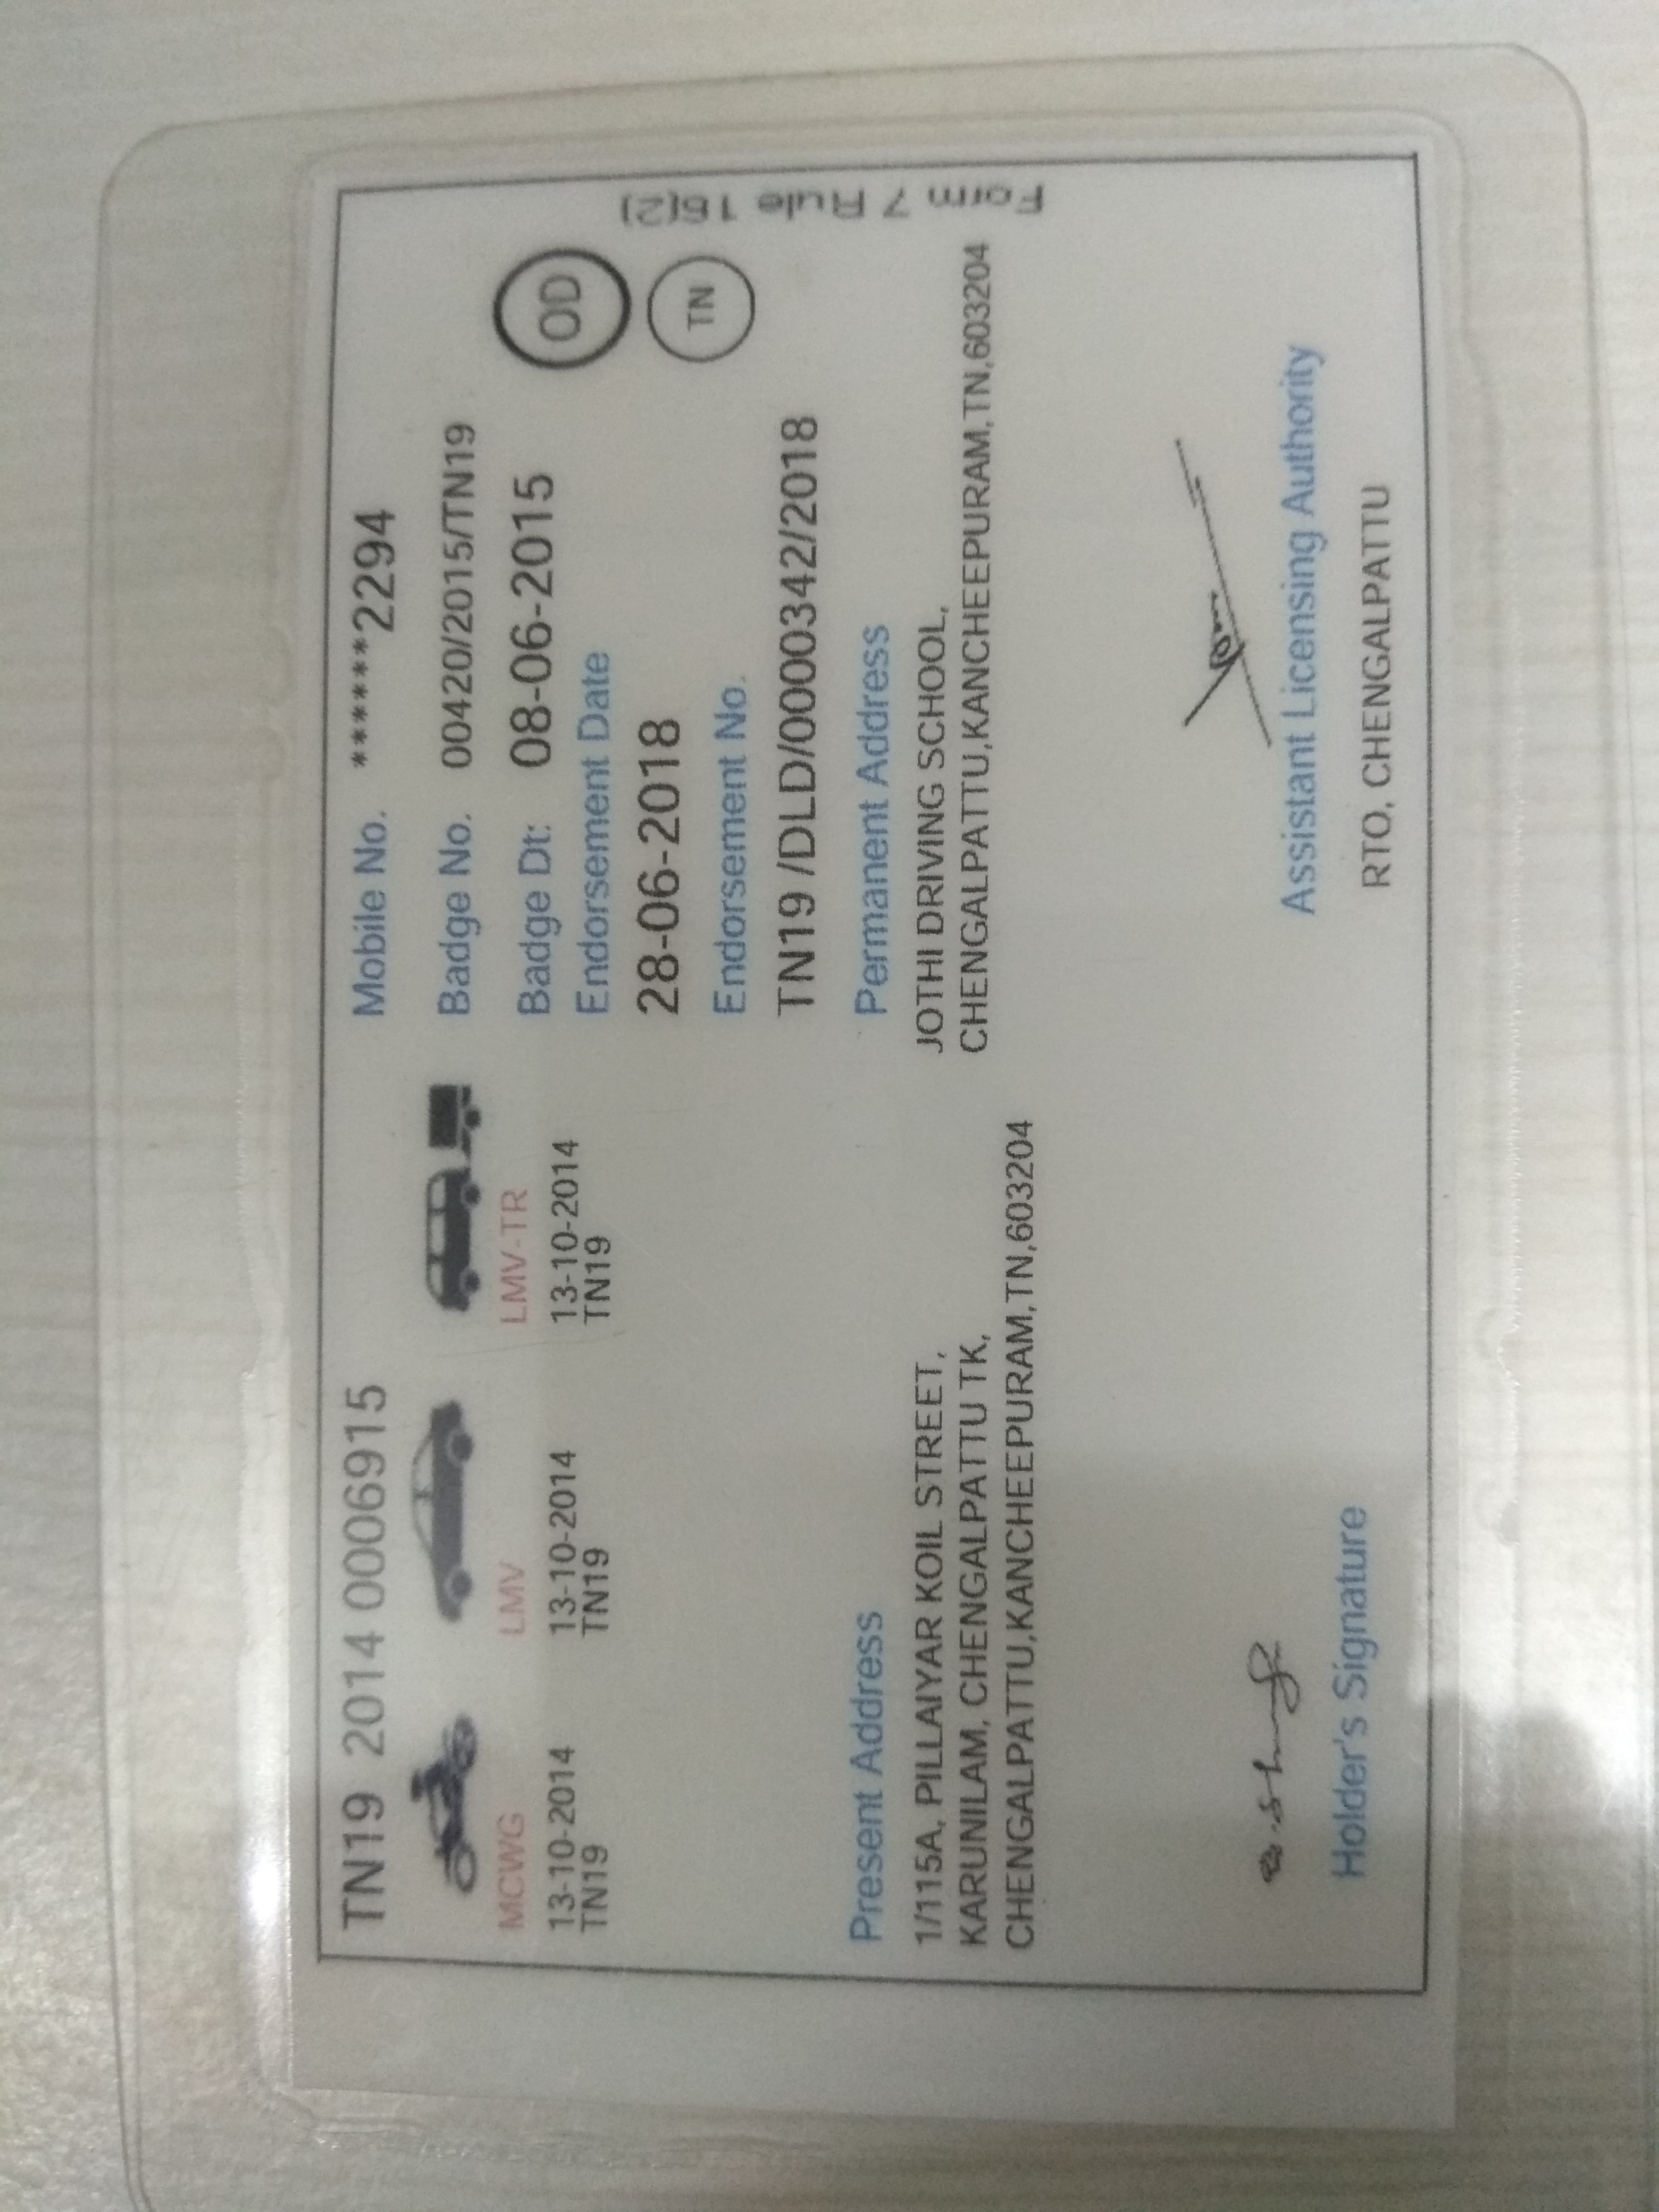 TN19 2014 0006915
MCWG
13-10-2014
TN19
LMV
13-10-2014
TN19
LMV-TR
13-10-2014
TN19
Mobile No. ******2294
Badge No. 00420/2015/TN19
Badge Dt: 08-06-2015
Endorsement Date
28-06-2018
Endorsement No.
TN19 /DLD/0000342/2018
OD
TN
Form 7 Rule 16(2)
Present Address
1/115A, PILLAIYAR KOIL STREET,
KARUNILAM, CHENGALPATTU TK,
CHENGALPATTU,KANCHEEPURAM,TN,603204
Permanent Address
JOTHI DRIVING SCHOOL,
CHENGALPATTU,KANCHEEPURAM,TN,603204
Holder's Signature
Assistant Licensing Authority
RTO, CHENGALPATTU